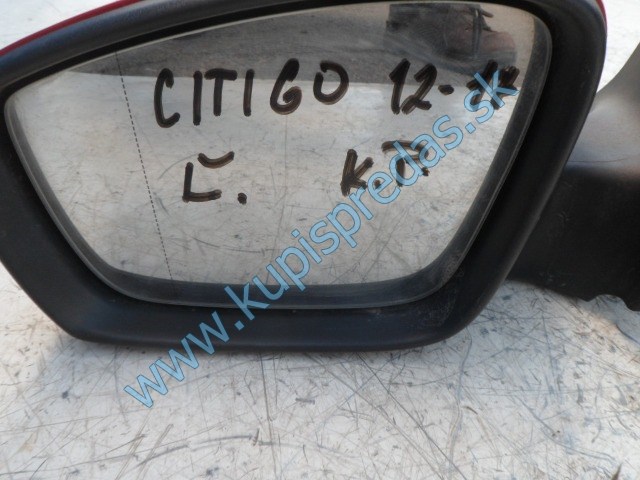 CITIGO 12-
Ľ. K.P.
www.kupispredas.sk